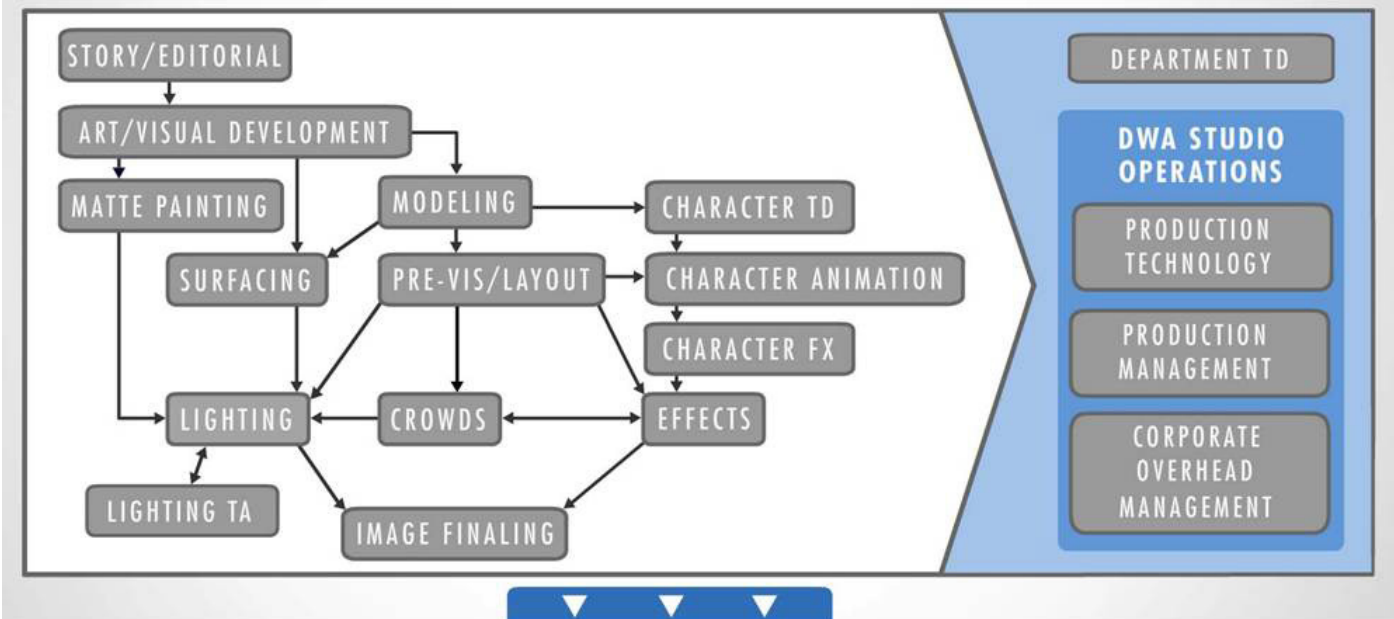 STORY/EDITORIAL
ART/VISUAL DEVELOPMENT
MATTE PAINTING
MODELING
CHARACTER TD
SURFACING
PRE-VIS/LAYOUT
CHARACTER ANIMATION
CHARACTER FX
LIGHTING
CROWDS
EFFECTS
LIGHTING TA
IMAGE FINALING
DEPARTMENT TD
DWA STUDIO
OPERATIONS
PRODUCTION
TECHNOLOGY
PRODUCTION
MANAGEMENT
CORPORATE
OVERHEAD
MANAGEMENT